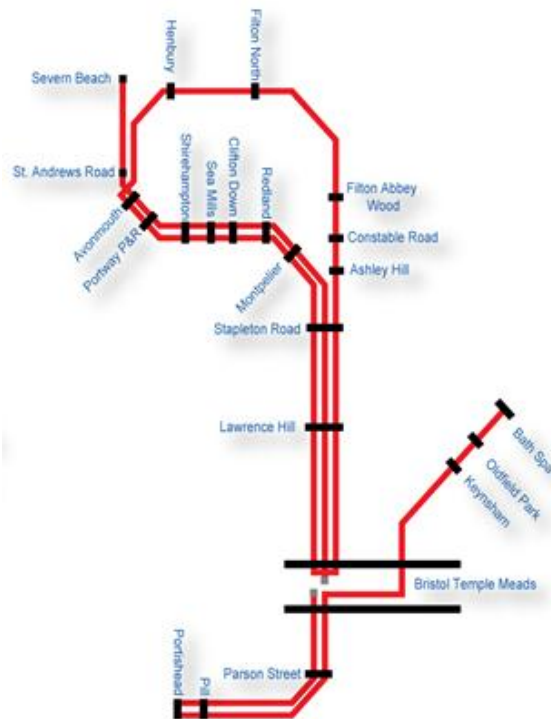 Henbury
Filton North
Severn Beach
St. Andrews Road
Avonmouth
Portway P&R
Shirehampton
Sea Mills
Clifton Down
Redland
Montpelier
Filton Abbey
Wood
Constable Road
Ashley Hill
Stapleton Road
Lawrence Hill
Bath Spa
Oldfield Park
Keynsham
Bristol Temple Meads
Parson Street
Portishead
Pill